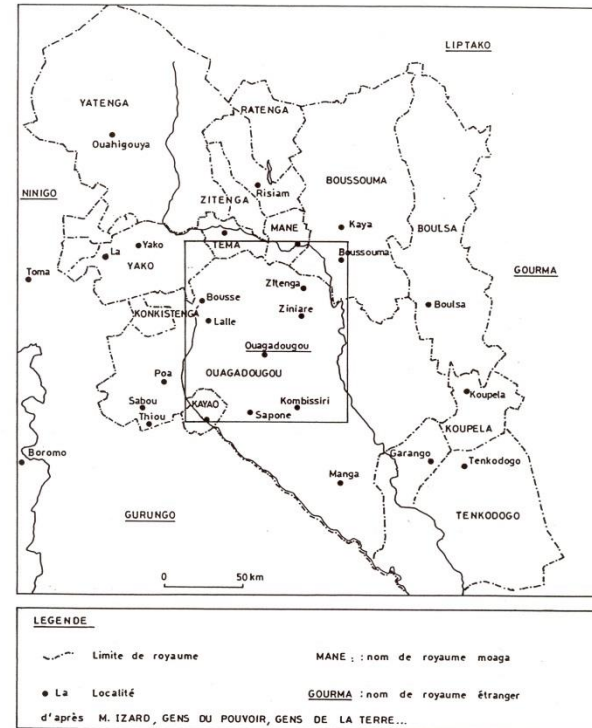 LIPTAKO
YATENGA
RATENGA
Ouahigouya
BOUSSOUMA
NINIGO
Risiam
ZITENGA
BOULSA
MANE
Kaya
Yako
TEMA
La
Boussouma
YAKO
GOURMA
Toma
ZItenga
Bousse
Boulsa
KONKISTENGA
Ziniare
Lalle
Ouagadougou
Poa
OUAGADOUGOU
Koupela
Sabou
KAYAO
Kombissiri
Thiou
Sapone
KOUPELA
Garango
Boromo
Tenkodogo
Manga
GURUNGO
TENKODOGO
0 50 km
LEGENDE
Limite de royaume
MANE : : nom de royaume moaga
La Localité
GOURMA : nom de royaume étranger
d'après M. IZARD, GENS DU POUVOIR, GENS DE LA TERRE...